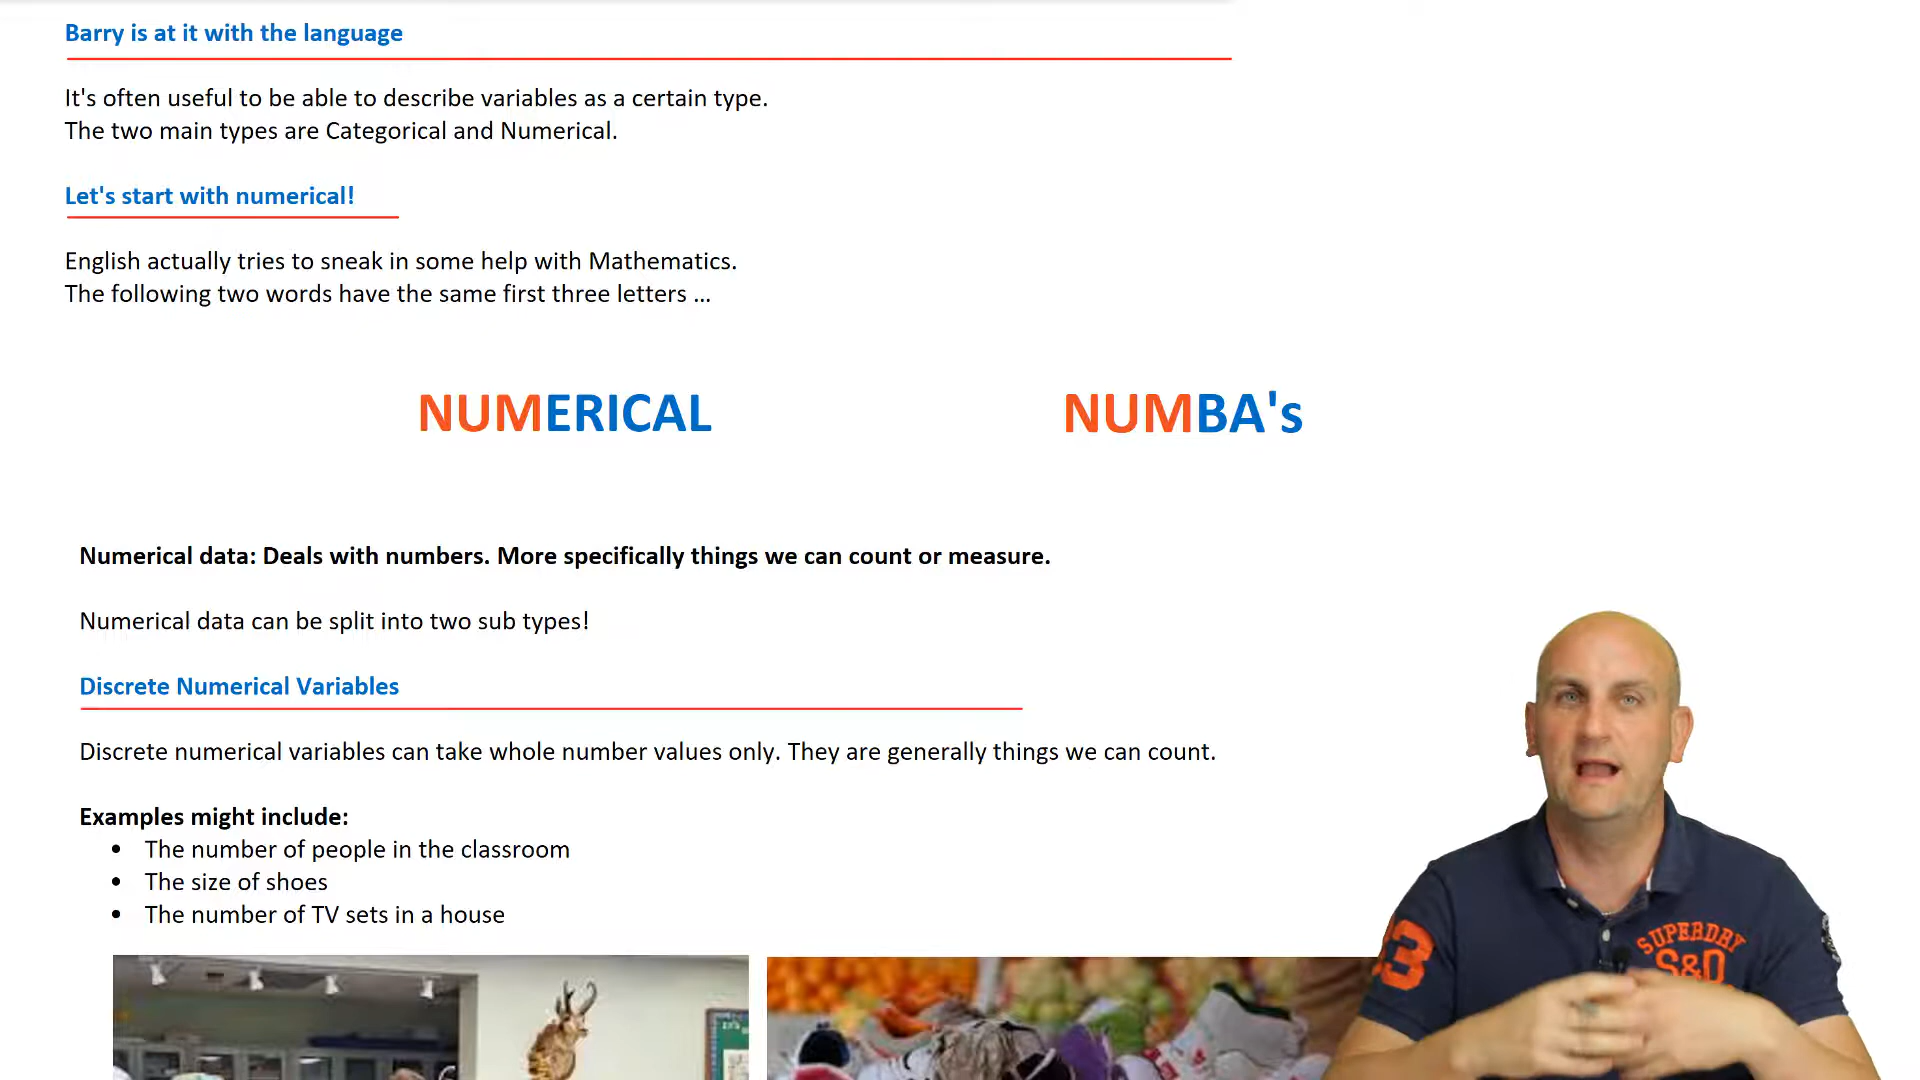 Barry is at it with the language
It's often useful to be able to describe variables as a certain type.
The two main types are Categorical and Numerical.
Let's start with numerical!
English actually tries to sneak in some help with Mathematics.
The following two words have the same first three letters ...
NUMERICAL NUMBA's
Numerical data: Deals with numbers. More specifically things we can count or measure.
Numerical data can be split into two sub types!
Discrete Numerical Variables
Discrete numerical variables can take whole number values only. They are generally things we can count.
Examples might include:
• The number of people in the classroom
• The size of shoes
• The number of TV sets in a house
SUPERDRY
S&D